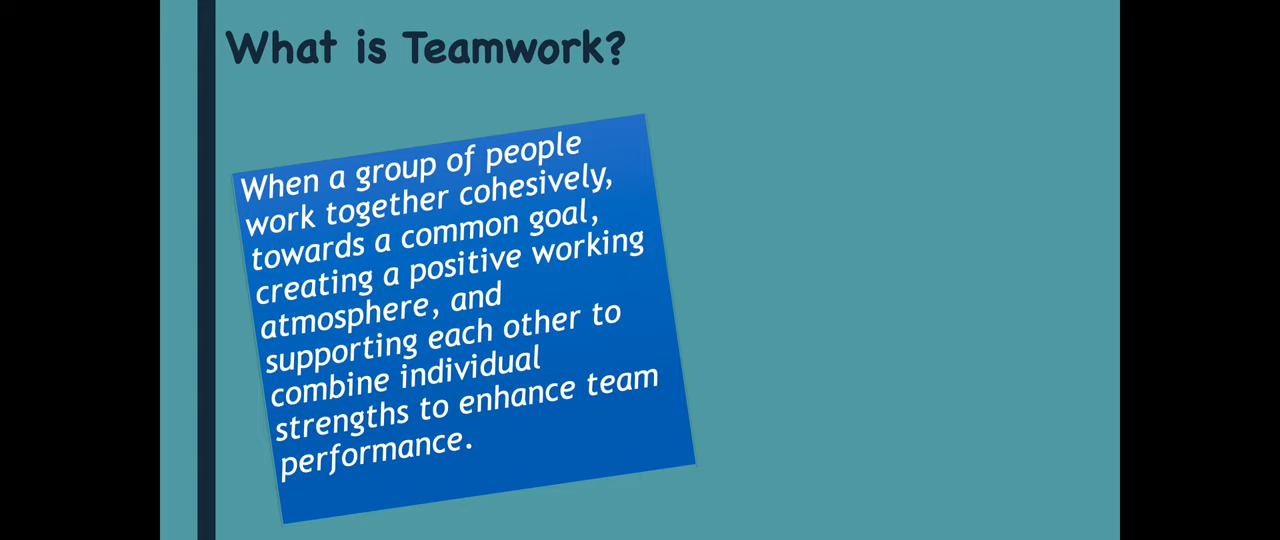 What is Teamwork?
When a group of people
work together cohesively,
towards a common goal,
creating a positive working
atmosphere, and
supporting each other to
combine individual
strengths to enhance team
performance.